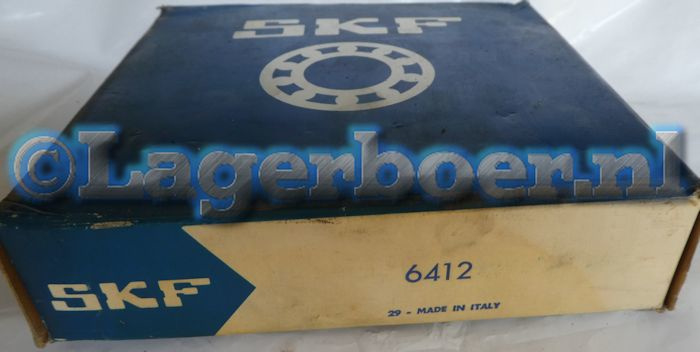 SKF
©Lagerboer.nl
6412
SKF
29 - MADE IN ITALY